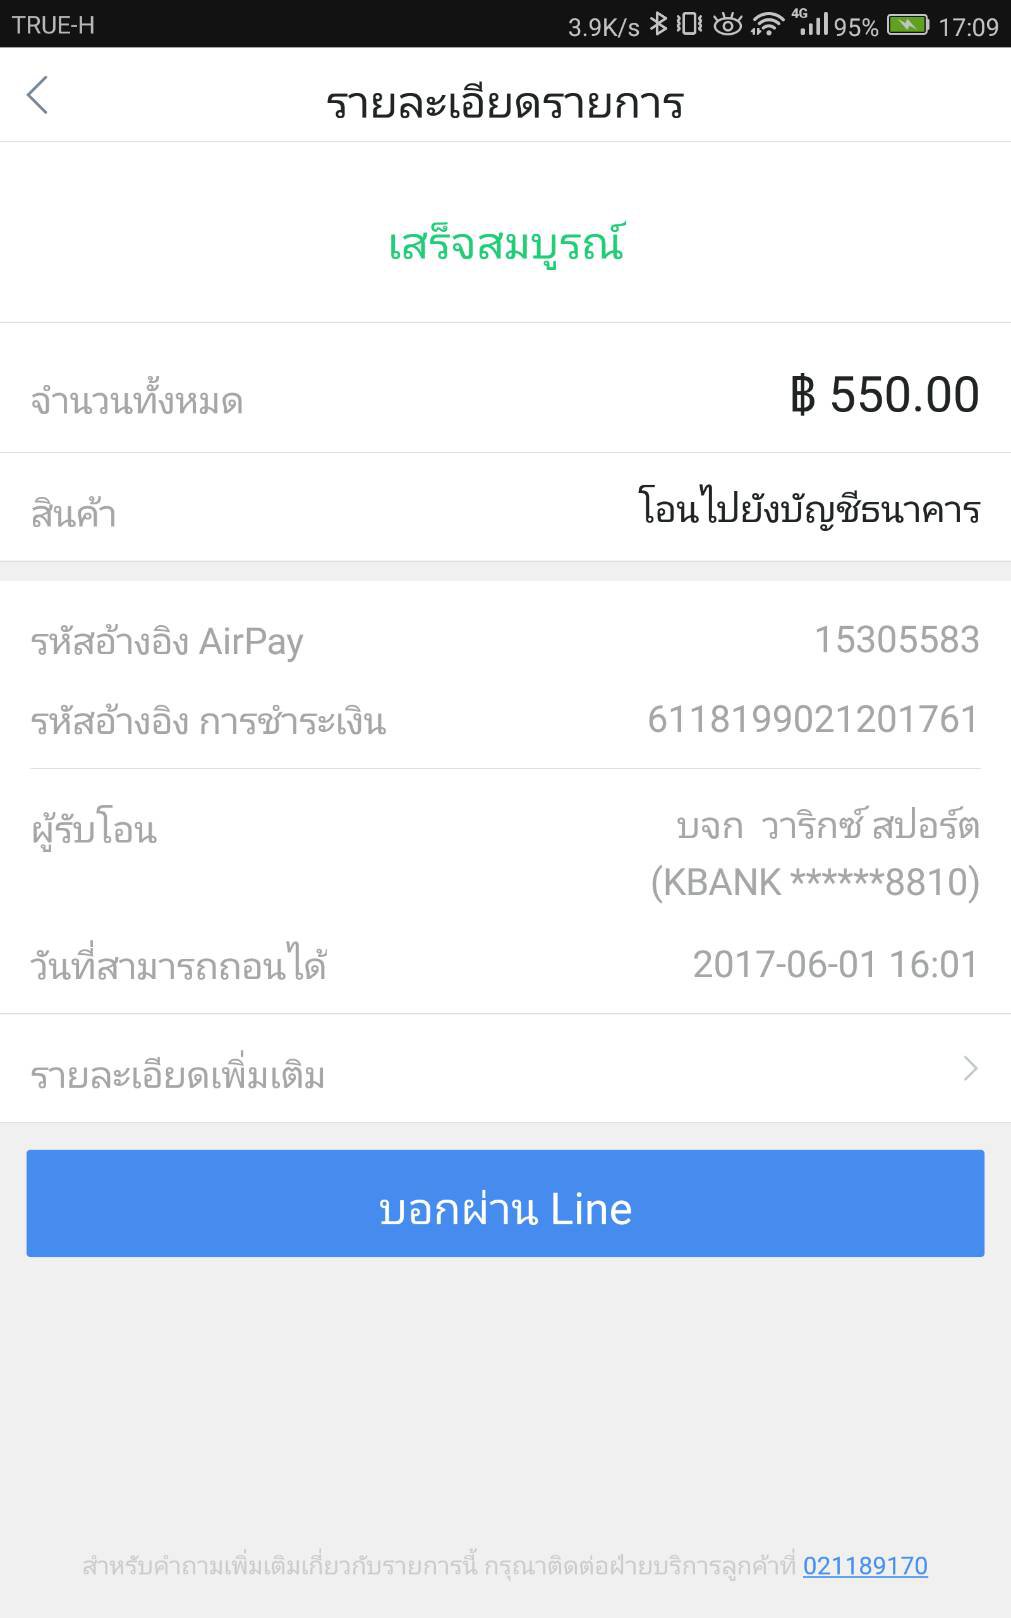 TRUE-H 3.9K/s 4G 95% 17:09
รายละเอียดรายการ
เสร็จสมบูรณ์
จำนวนทั้งหมด ฿ 550.00
สินค้า โอนไปยังบัญชีธนาคาร
รหัสอ้างอิง AirPay 15305583
รหัสอ้างอิง การชำระเงิน 6118199021201761
ผู้รับโอน บจก  วาริกซ์ สปอร์ต
(KBANK ******8810)
วันที่สามารถถอนได้ 2017-06-01 16:01
รายละเอียดเพิ่มเติม
บอกผ่าน Line
สำหรับคำถามเพิ่มเติมเกี่ยวกับรายการนี้ กรุณาติดต่อฝ่ายบริการลูกค้าที่ 021189170